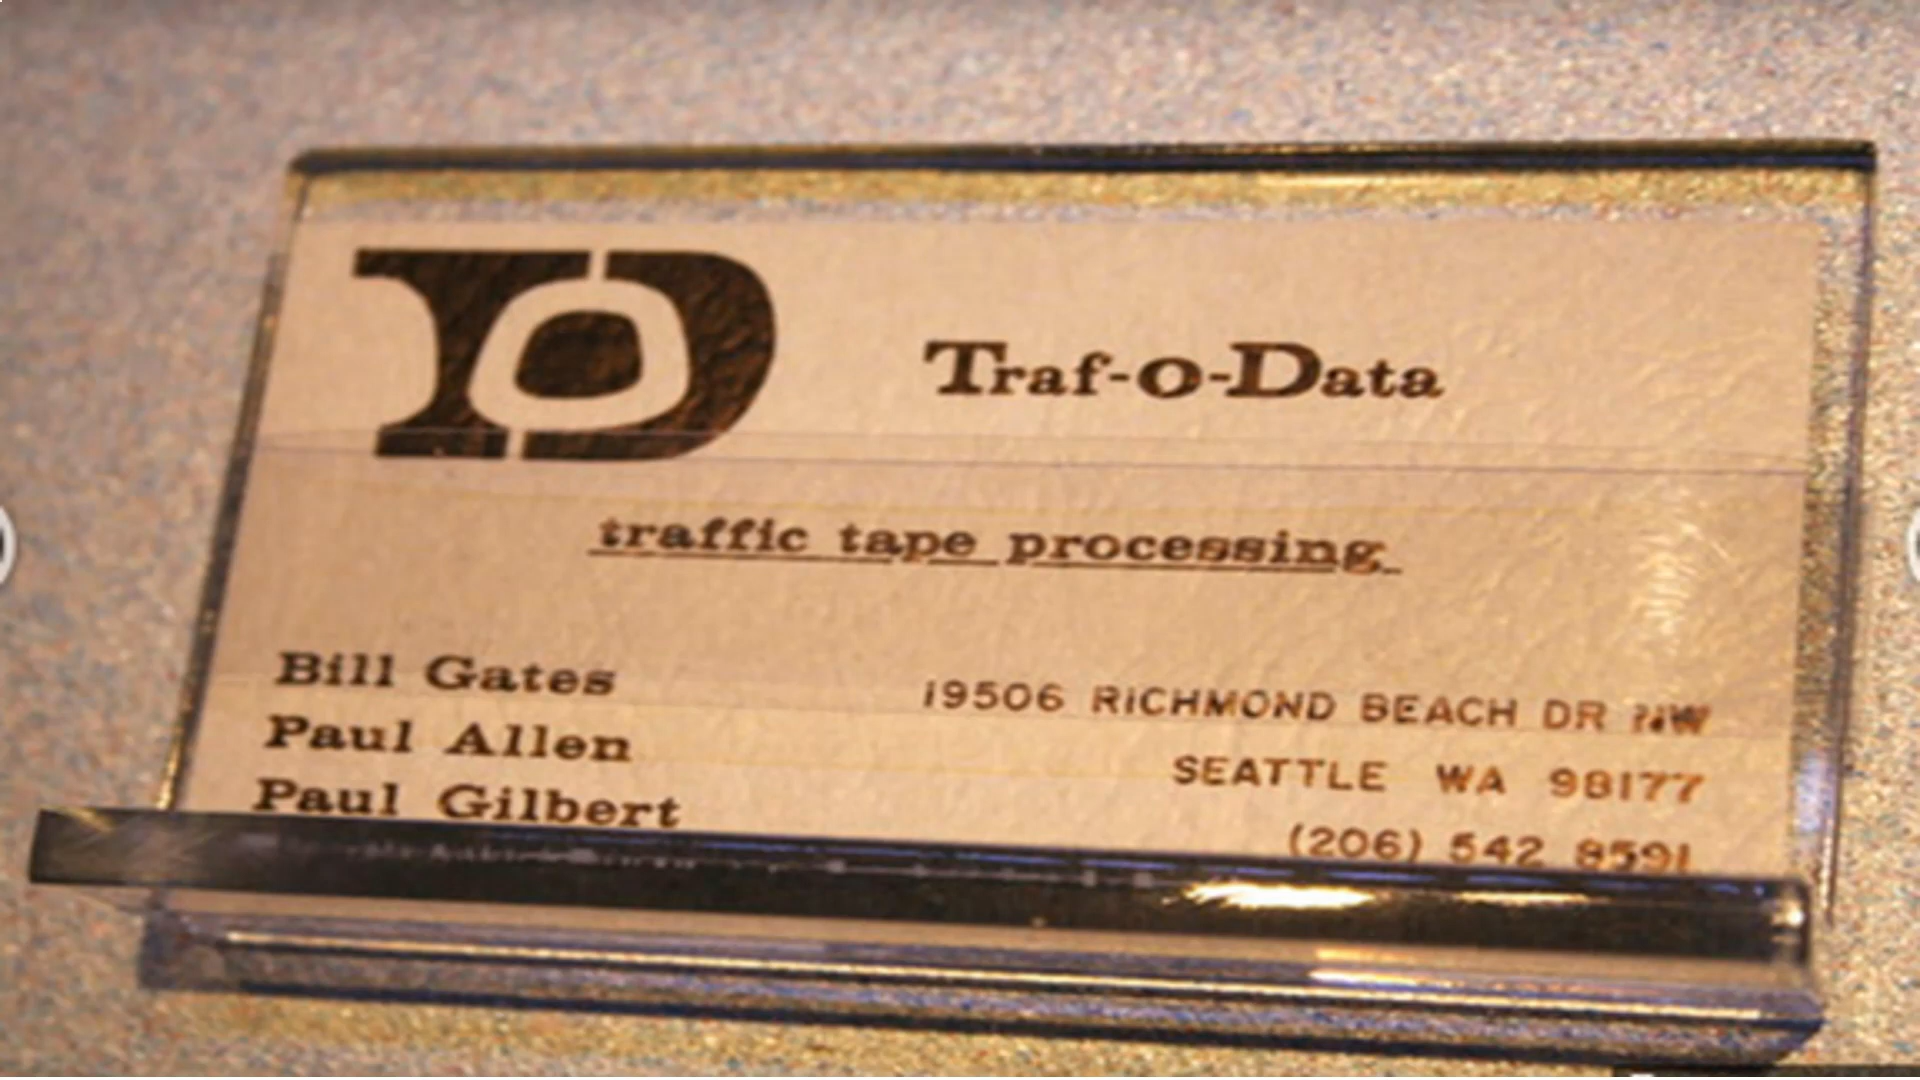 TOD
Traf-o-Data
traffic tape processing
Bill Gates
Paul Allen
Paul Gilbert
19506 RICHMOND BEACH DR NW
SEATTLE WA 98177
(206) 542 8591